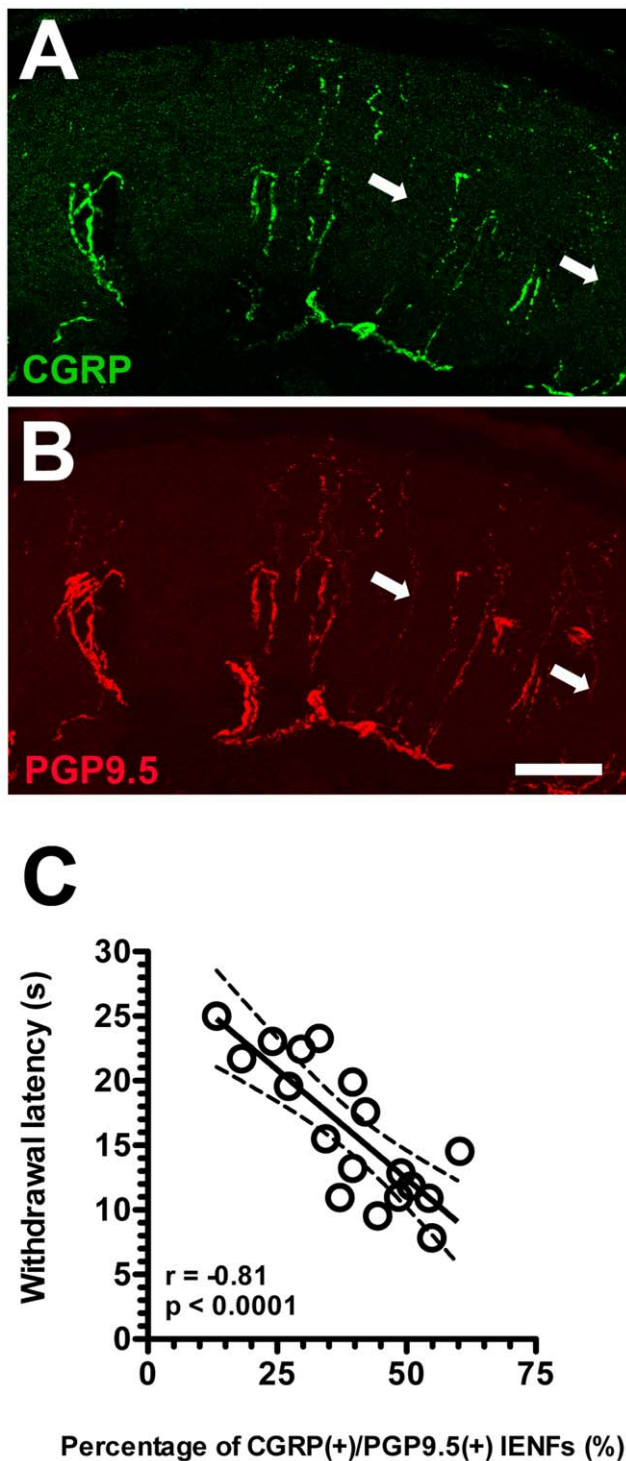 A
CGRP
B
PGP9.5
C
30
25
20
15
10
5
0
Withdrawal latency (s)
r = -0.81
p < 0.0001
0 25 50 75
Percentage of CGRP(+)/PGP9.5(+) IENFs (%)